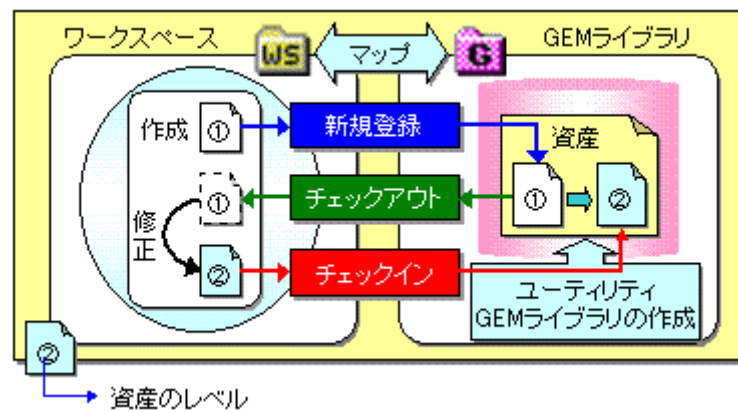 ワークスペース
GEMライブラリ
WS
マップ
G
作成
①
新規登録
資産
①
チェックアウト
①
②
修正
②
チェックイン
ユーティリティ
GEMライブラリの作成
②
資産のレベル